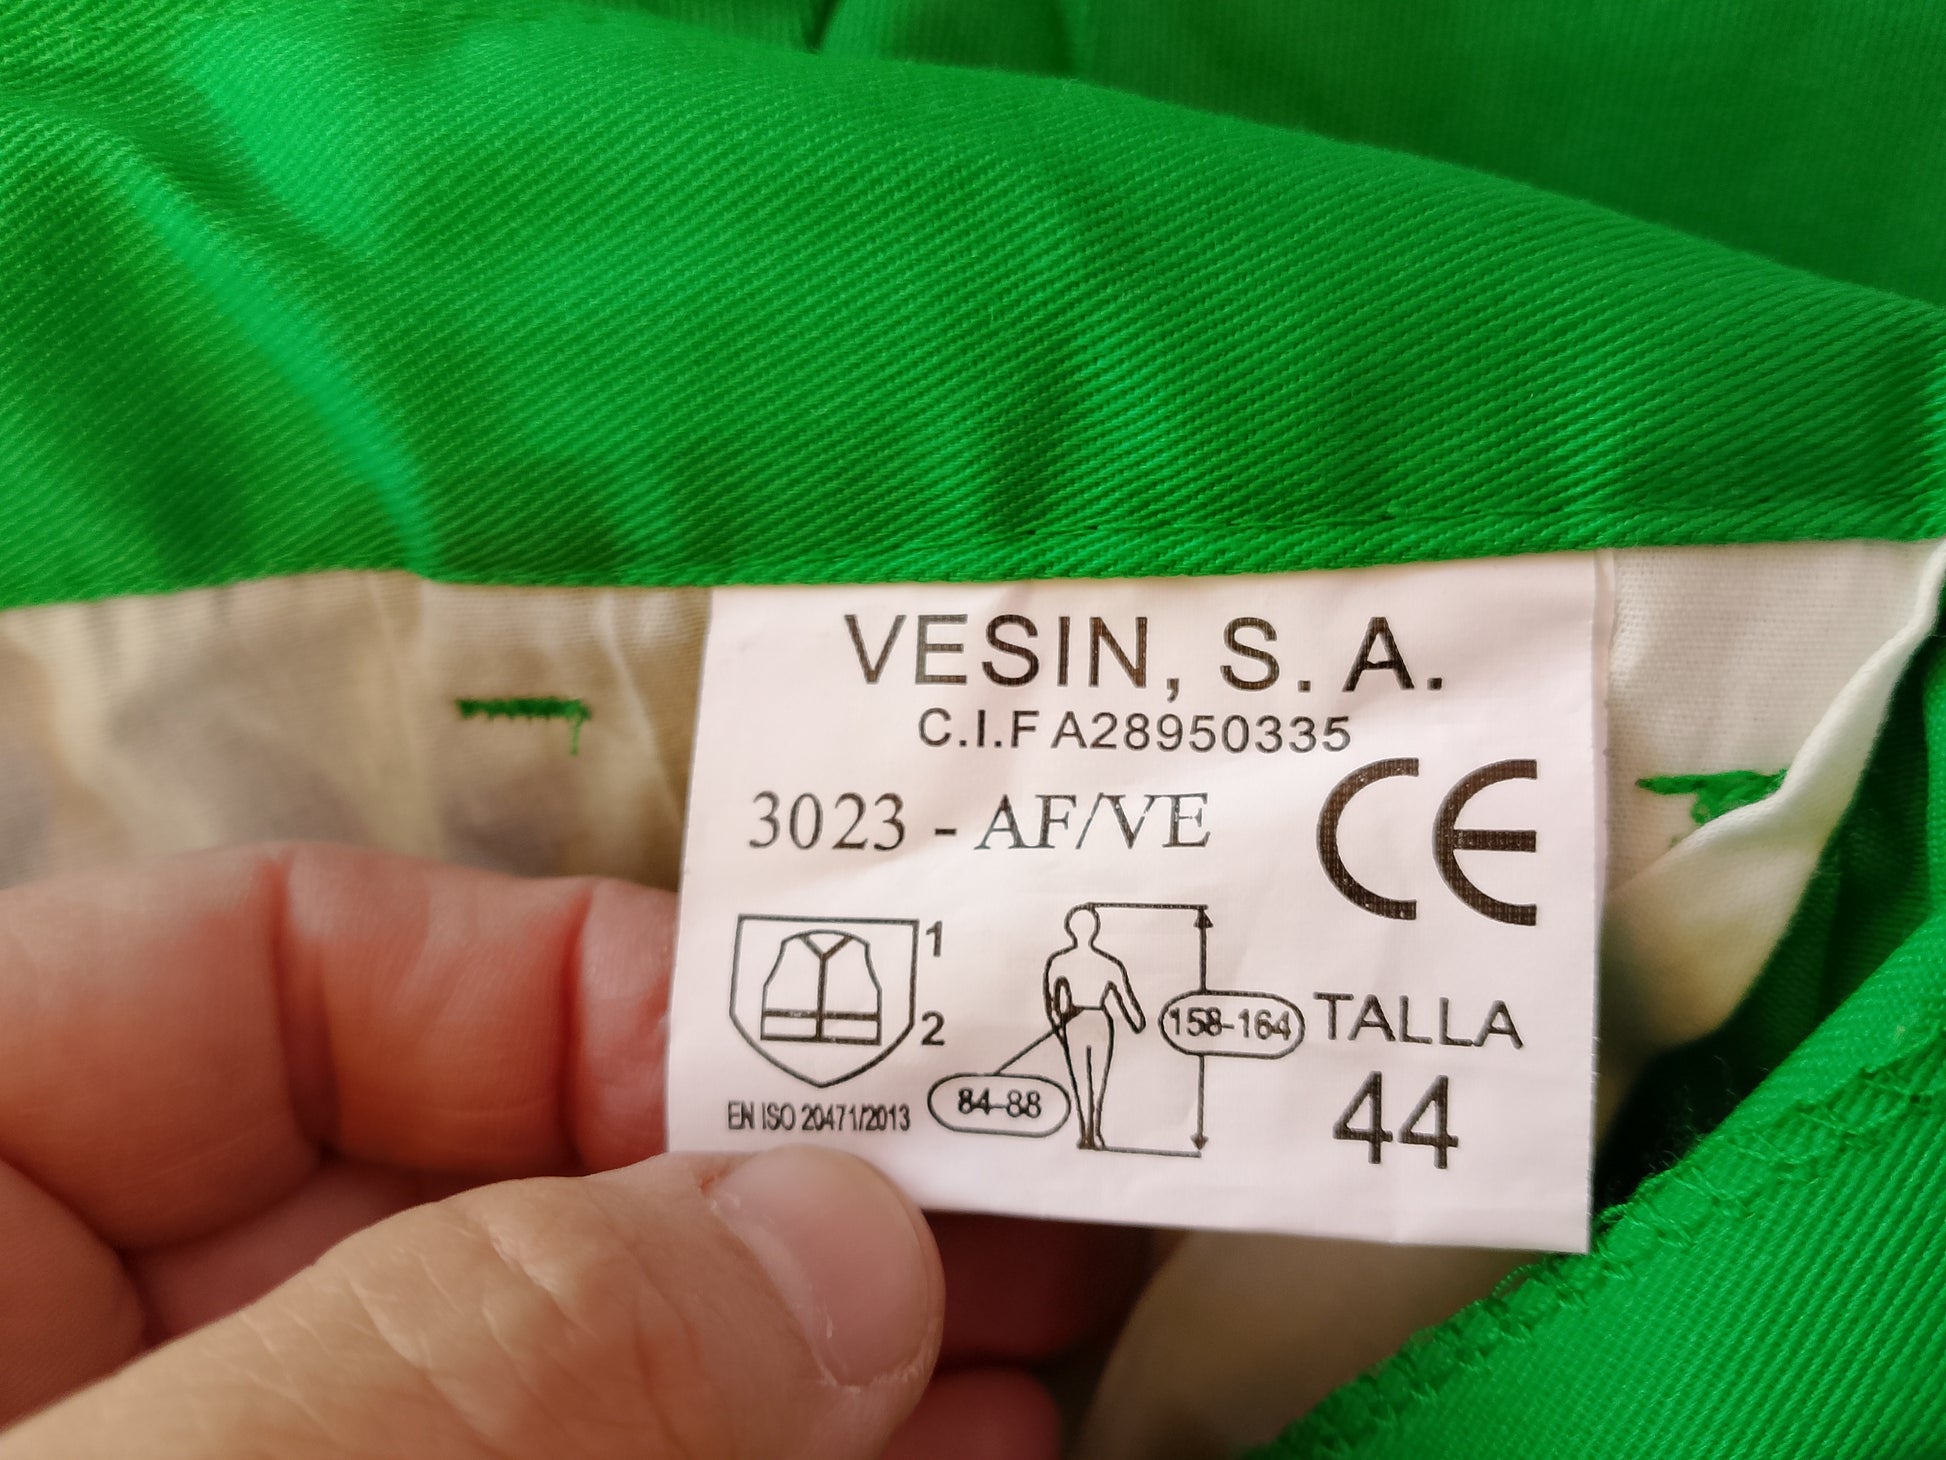 VESIN, S. A.
C.I.F A28950335
3023 - AF/VE
CE
1
2
158-164
TALLA
84-88
44
EN ISO 20471/2013